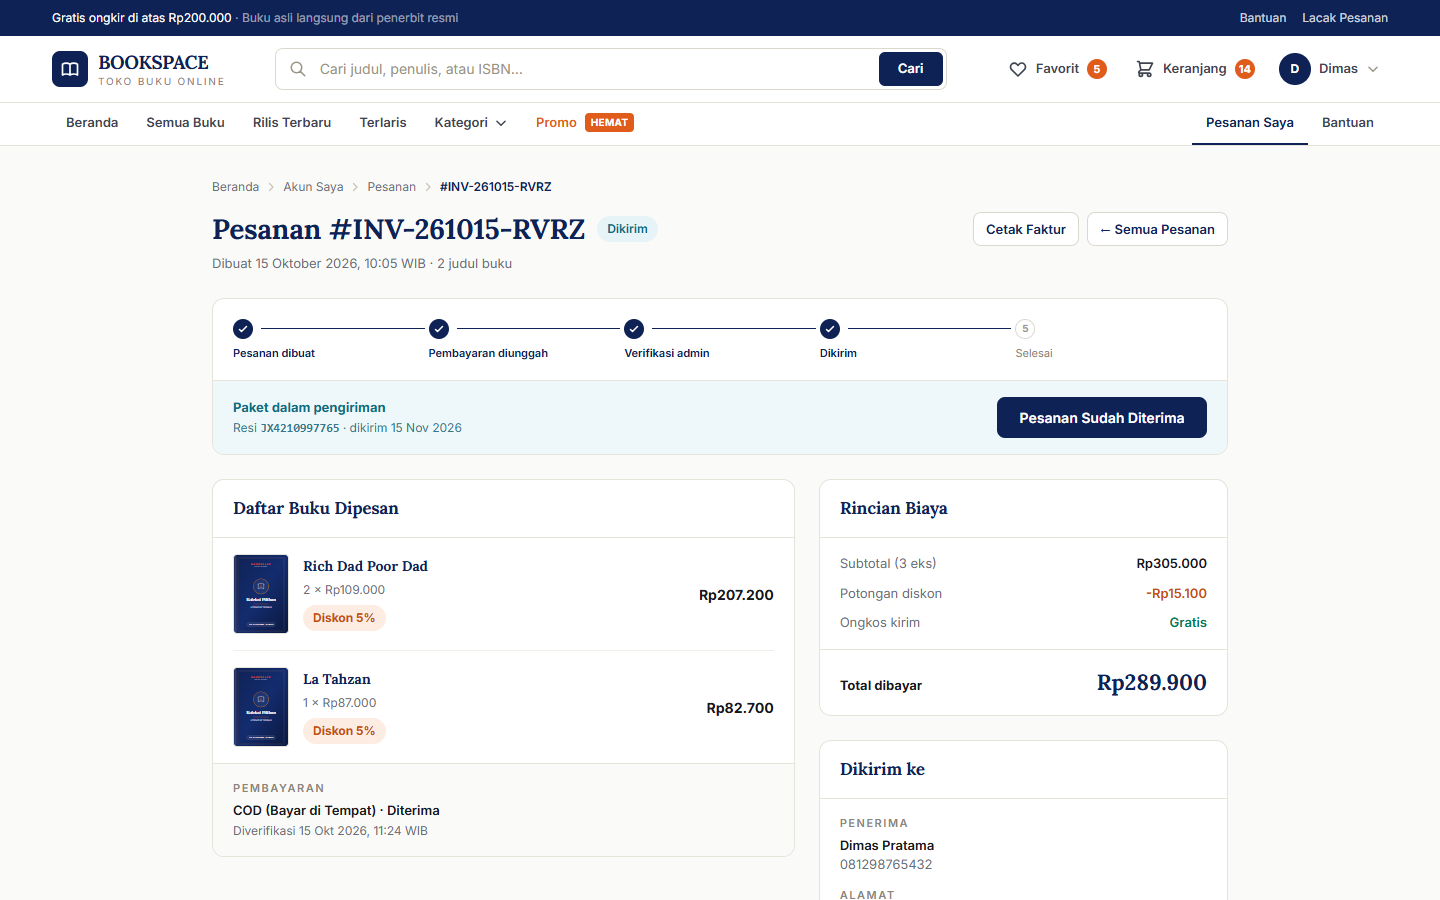 Gratis ongkir di atas Rp200.000 · Buku asli langsung dari penerbit resmi
Bantuan
Lacak Pesanan
BOOKSPACE
TOKO BUKU ONLINE
Cari judul, penulis, atau ISBN...
Cari
Favorit 5
Keranjang 14
D Dimas
Beranda
Semua Buku
Rilis Terbaru
Terlaris
Kategori
Promo HEMAT
Pesanan Saya
Bantuan
Beranda > Akun Saya > Pesanan > #INV-261015-RVRZ
Pesanan #INV-261015-RVRZ Dikirim
Cetak Faktur
← Semua Pesanan
Dibuat 15 Oktober 2026, 10:05 WIB · 2 judul buku
Pesanan dibuat
Pembayaran diunggah
Verifikasi admin
Dikirim
5
Selesai
Paket dalam pengiriman
Resi JX4210997765 · dikirim 15 Nov 2026
Pesanan Sudah Diterima
Daftar Buku Dipesan
Rich Dad Poor Dad
2 × Rp109.000
Diskon 5%
Rp207.200
La Tahzan
1 × Rp87.000
Diskon 5%
Rp82.700
PEMBAYARAN
COD (Bayar di Tempat) · Diterima
Diverifikasi 15 Okt 2026, 11:24 WIB
Rincian Biaya
Subtotal (3 eks) Rp305.000
Potongan diskon -Rp15.100
Ongkos kirim Gratis
Total dibayar Rp289.900
Dikirim ke
PENERIMA
Dimas Pratama
081298765432
ALAMAT